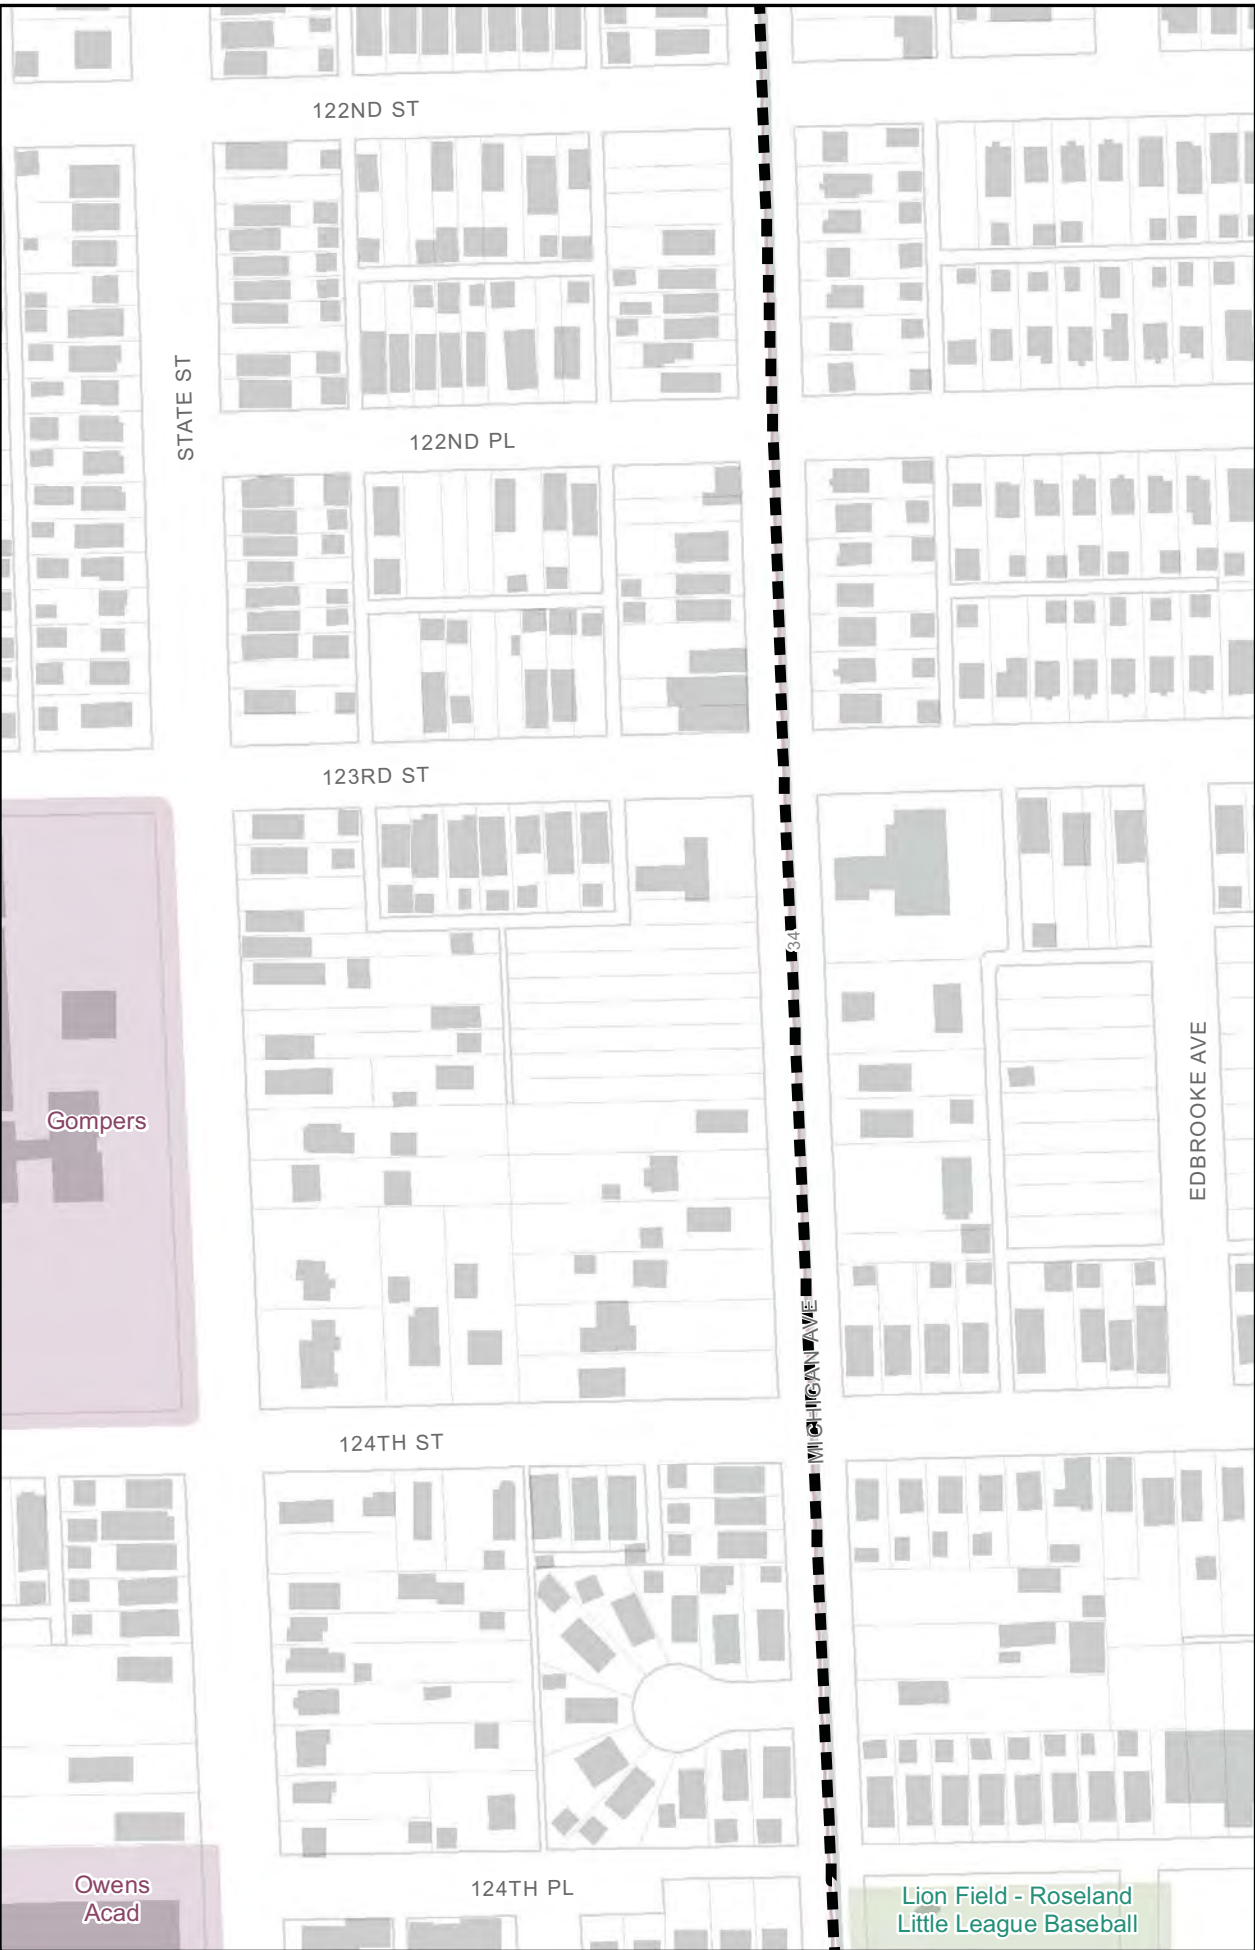 122ND ST
STATE ST
122ND PL
123RD ST
34
EDBROOKE AVE
Gompers
MICHIGAN AVE
124TH ST
Owens
Acad
124TH PL
Lion Field - Roseland
Little League Baseball